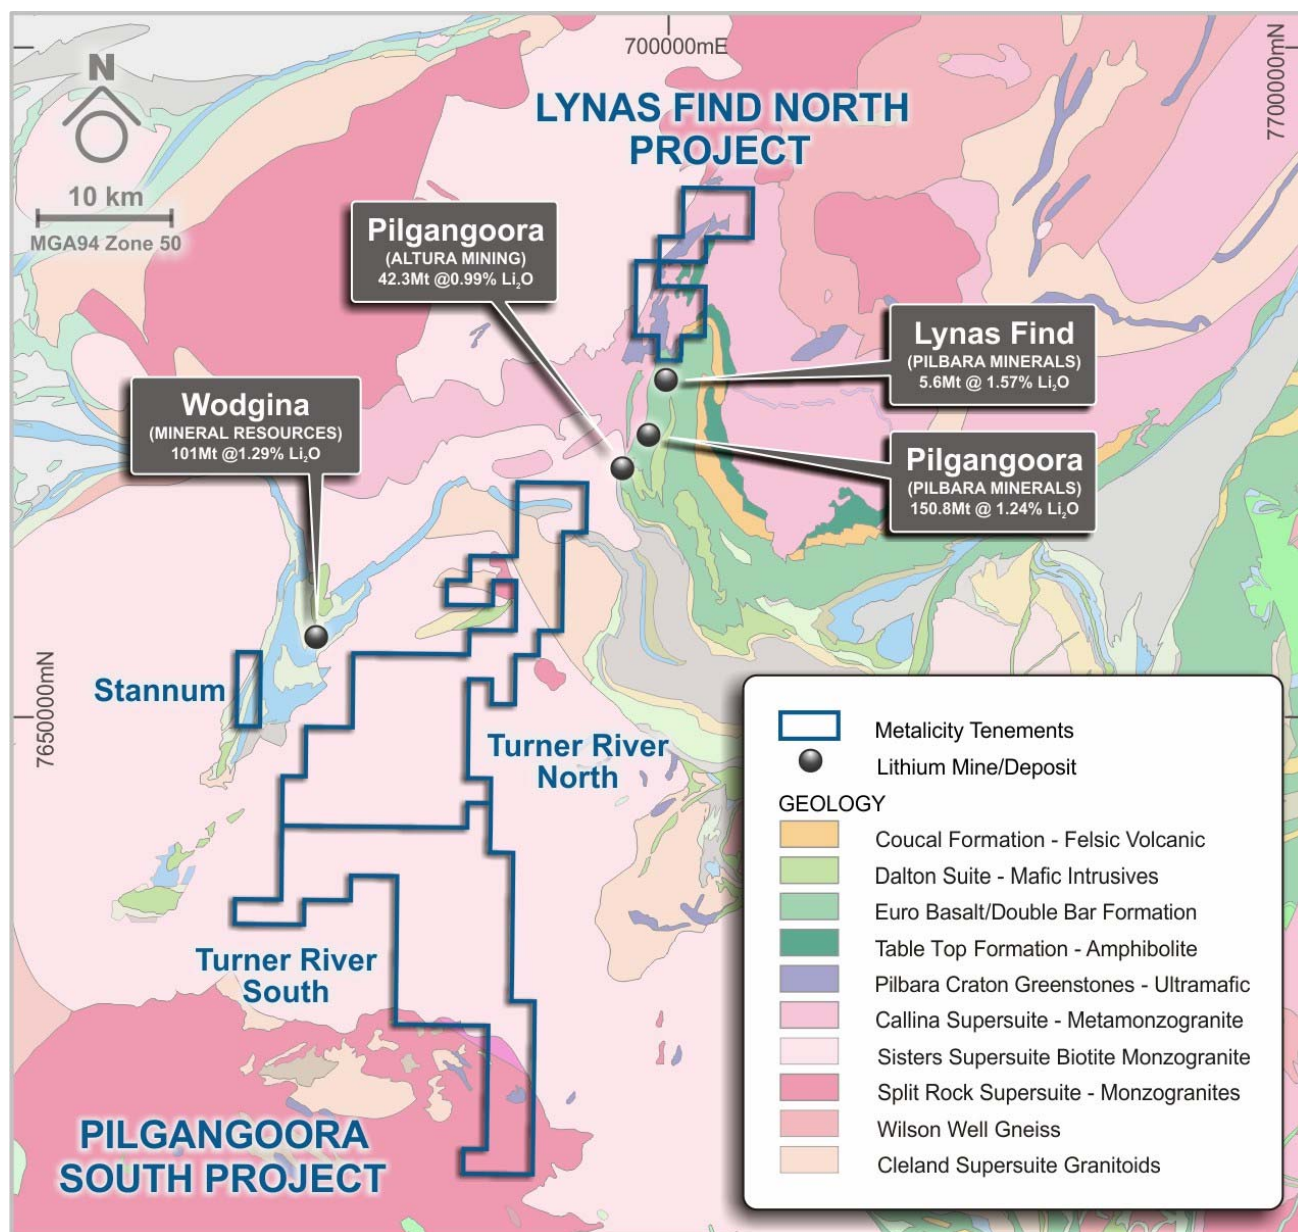 700000mE
7700000mN
N
10 km
MGA94 Zone 50
LYNAS FIND NORTH
PROJECT
Pilgangoora
(ALTURA MINING)
42.3Mt @0.99% Li₂O
Lynas Find
(PILBARA MINERALS)
5.6Mt @ 1.57% Li₂O
Wodgina
(MINERAL RESOURCES)
101Mt @1.29% Li₂O
Pilgangoora
(PILBARA MINERALS)
150.8Mt @ 1.24% Li₂O
7650000mN
Stannum
Turner River
North
Turner River
South
PILGANGOORA
SOUTH PROJECT
Metalicity Tenements
Lithium Mine/Deposit
GEOLOGY
Coucal Formation - Felsic Volcanic
Dalton Suite - Mafic Intrusives
Euro Basalt/Double Bar Formation
Table Top Formation - Amphibolite
Pilbara Craton Greenstones - Ultramafic
Callina Supersuite - Metamonzogranite
Sisters Supersuite Biotite Monzogranite
Split Rock Supersuite - Monzogranites
Wilson Well Gneiss
Cleland Supersuite Granitoids